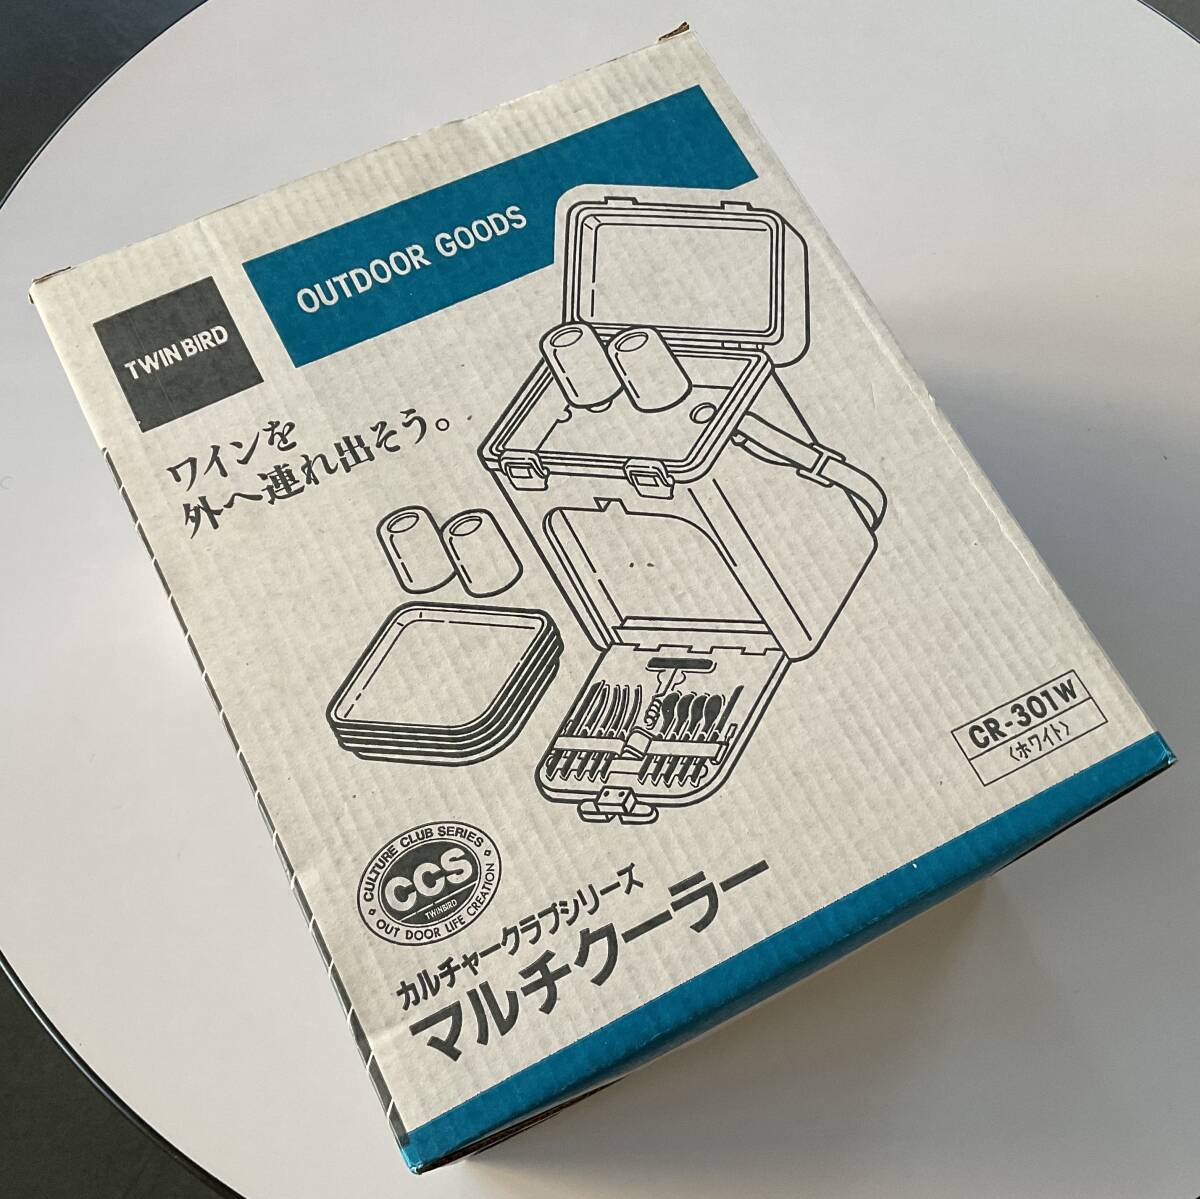 OUTDOOR GOODS
TWINBIRD
ワインを
外へ連れ出そう。
CR-301W
〈ホワイト〉
CULTURE CLUB SERIES
CCS
TWINBIRD
OUT DOOR LIFE CREATION
カルチャークラブシリーズ
マルチクーラー